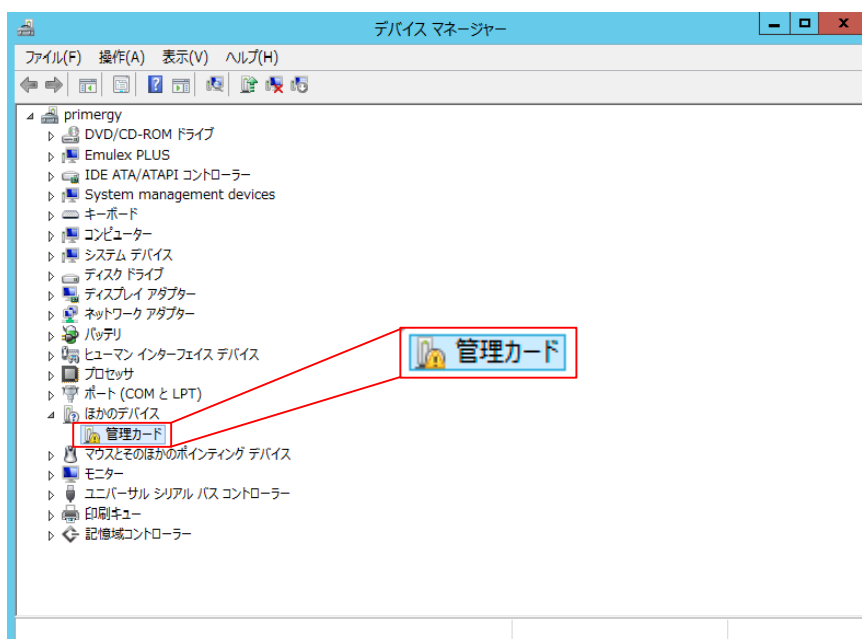 デバイス マネージャー
ファイル(F) 操作(A) 表示(V) ヘルプ(H)
primergy
DVD/CD-ROM ドライブ
Emulex PLUS
IDE ATA/ATAPI コントローラー
System management devices
キーボード
コンピューター
システム デバイス
ディスク ドライブ
ディスプレイ アダプター
ネットワーク アダプター
バッテリ
ヒューマン インターフェイス デバイス
管理カード
プロセッサ
ポート (COM と LPT)
ほかのデバイス
管理カード
マウスとそのほかのポインティング デバイス
モニター
ユニバーサル シリアル バス コントローラー
印刷キュー
記憶域コントローラー